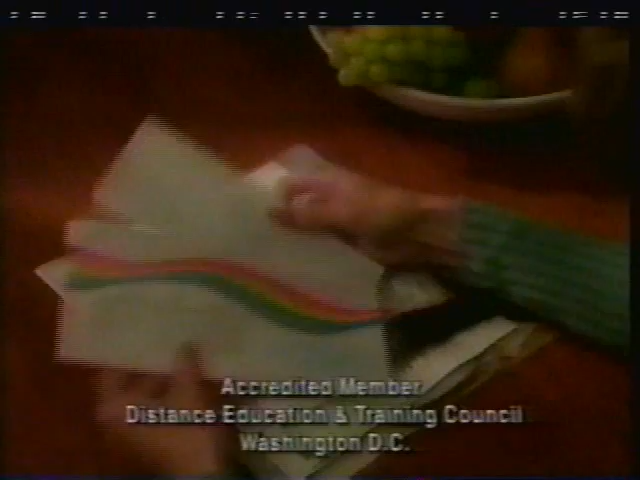 Accredited Member
Distance Education & Training Council
Washington D.C.